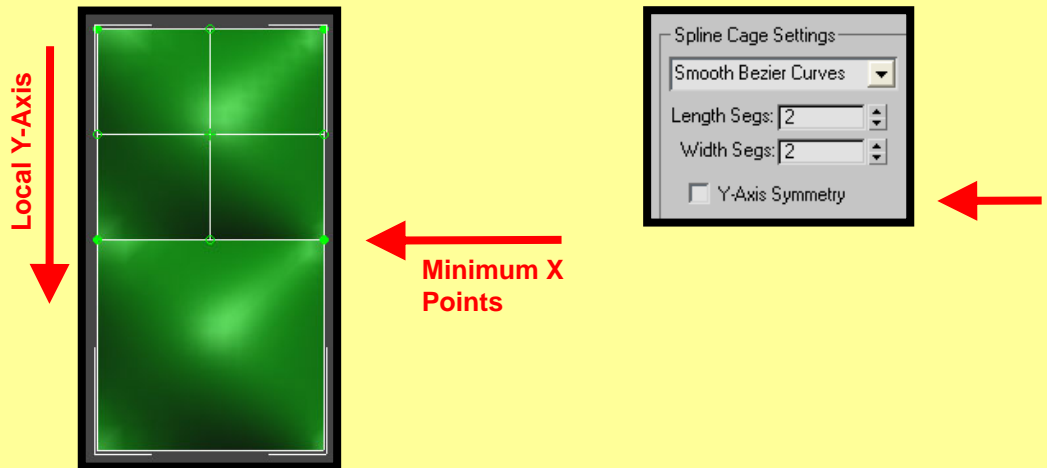 Local Y-Axis
Minimum X
Points
Spline Cage Settings
Smooth Bezier Curves
Length Segs: 2
Width Segs: 2
Y-Axis Symmetry